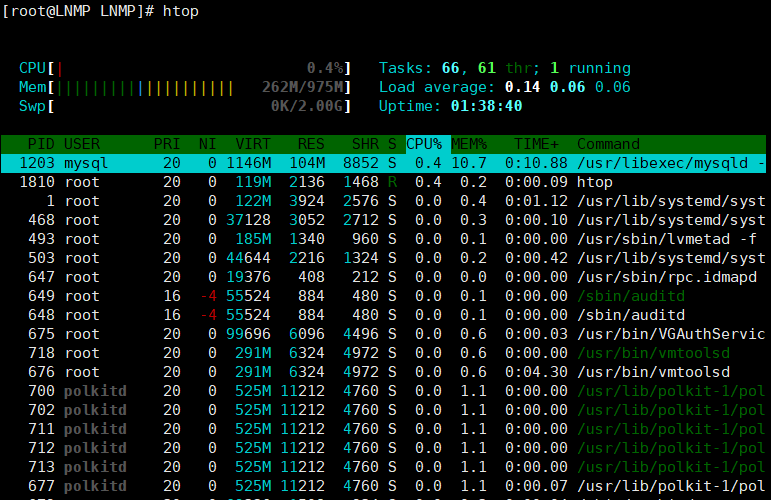 [root@LNMP LNMP]# htop
CPU[| 0.4%] Tasks: 66, 61 thr; 1 running
Mem[|||||||||||||||||||| 262M/975M] Load average: 0.14 0.06 0.06
Swp[ 0K/2.00G] Uptime: 01:38:40
PID USER PRI NI VIRT RES SHR S CPU% MEM% TIME+ Command
1203 mysql 20 0 1146M 104M 8852 S 0.4 10.7 0:10.88 /usr/libexec/mysqld -
1810 root 20 0 119M 2136 1468 R 0.4 0.2 0:00.09 htop
1 root 20 0 122M 3924 2576 S 0.0 0.4 0:01.12 /usr/lib/systemd/syst
468 root 20 0 37128 3052 2712 S 0.0 0.3 0:00.10 /usr/lib/systemd/syst
493 root 20 0 185M 1340 960 S 0.0 0.1 0:00.00 /usr/sbin/lvmetad -f
503 root 20 0 44644 2216 1324 S 0.0 0.2 0:00.42 /usr/lib/systemd/syst
647 root 20 0 19376 408 212 S 0.0 0.0 0:00.00 /usr/sbin/rpc.idmapd
649 root 16 -4 55524 884 480 S 0.0 0.1 0:00.00 /sbin/auditd
648 root 16 -4 55524 884 480 S 0.0 0.1 0:00.00 /sbin/auditd
675 root 20 0 99696 6096 4496 S 0.0 0.6 0:00.03 /usr/bin/VGAuthServic
718 root 20 0 291M 6324 4972 S 0.0 0.6 0:00.00 /usr/bin/vmtoolsd
676 root 20 0 291M 6324 4972 S 0.0 0.6 0:04.30 /usr/bin/vmtoolsd
700 polkitd 20 0 525M 11212 4760 S 0.0 1.1 0:00.00 /usr/lib/polkit-1/pol
702 polkitd 20 0 525M 11212 4760 S 0.0 1.1 0:00.00 /usr/lib/polkit-1/pol
711 polkitd 20 0 525M 11212 4760 S 0.0 1.1 0:00.00 /usr/lib/polkit-1/pol
712 polkitd 20 0 525M 11212 4760 S 0.0 1.1 0:00.00 /usr/lib/polkit-1/pol
713 polkitd 20 0 525M 11212 4760 S 0.0 1.1 0:00.00 /usr/lib/polkit-1/pol
677 polkitd 20 0 525M 11212 4760 S 0.0 1.1 0:00.07 /usr/lib/polkit-1/pol